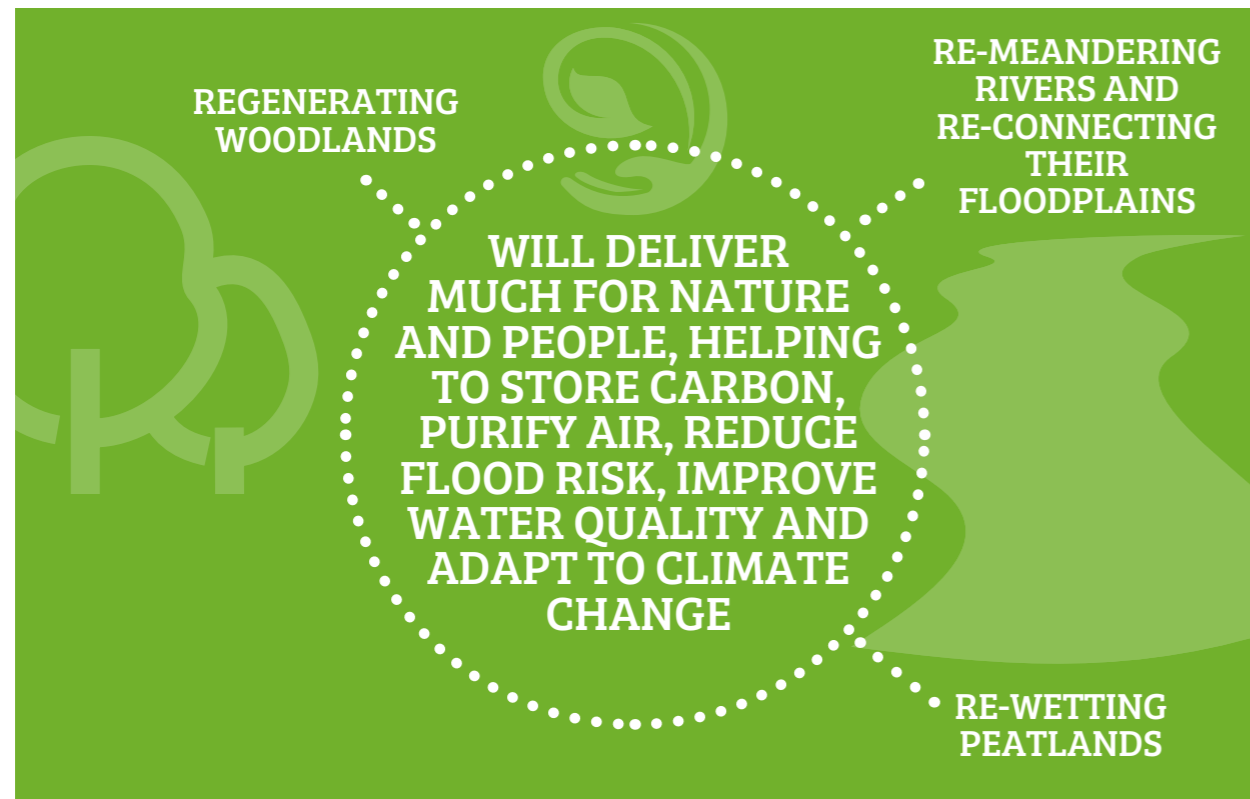 REGENERATING
WOODLANDS
RE-MEANDERING
RIVERS AND
RE-CONNECTING
THEIR
FLOODPLAINS
WILL DELIVER
MUCH FOR NATURE
AND PEOPLE, HELPING
TO STORE CARBON,
PURIFY AIR, REDUCE
FLOOD RISK, IMPROVE
WATER QUALITY AND
ADAPT TO CLIMATE
CHANGE
RE-WETTING
PEATLANDS